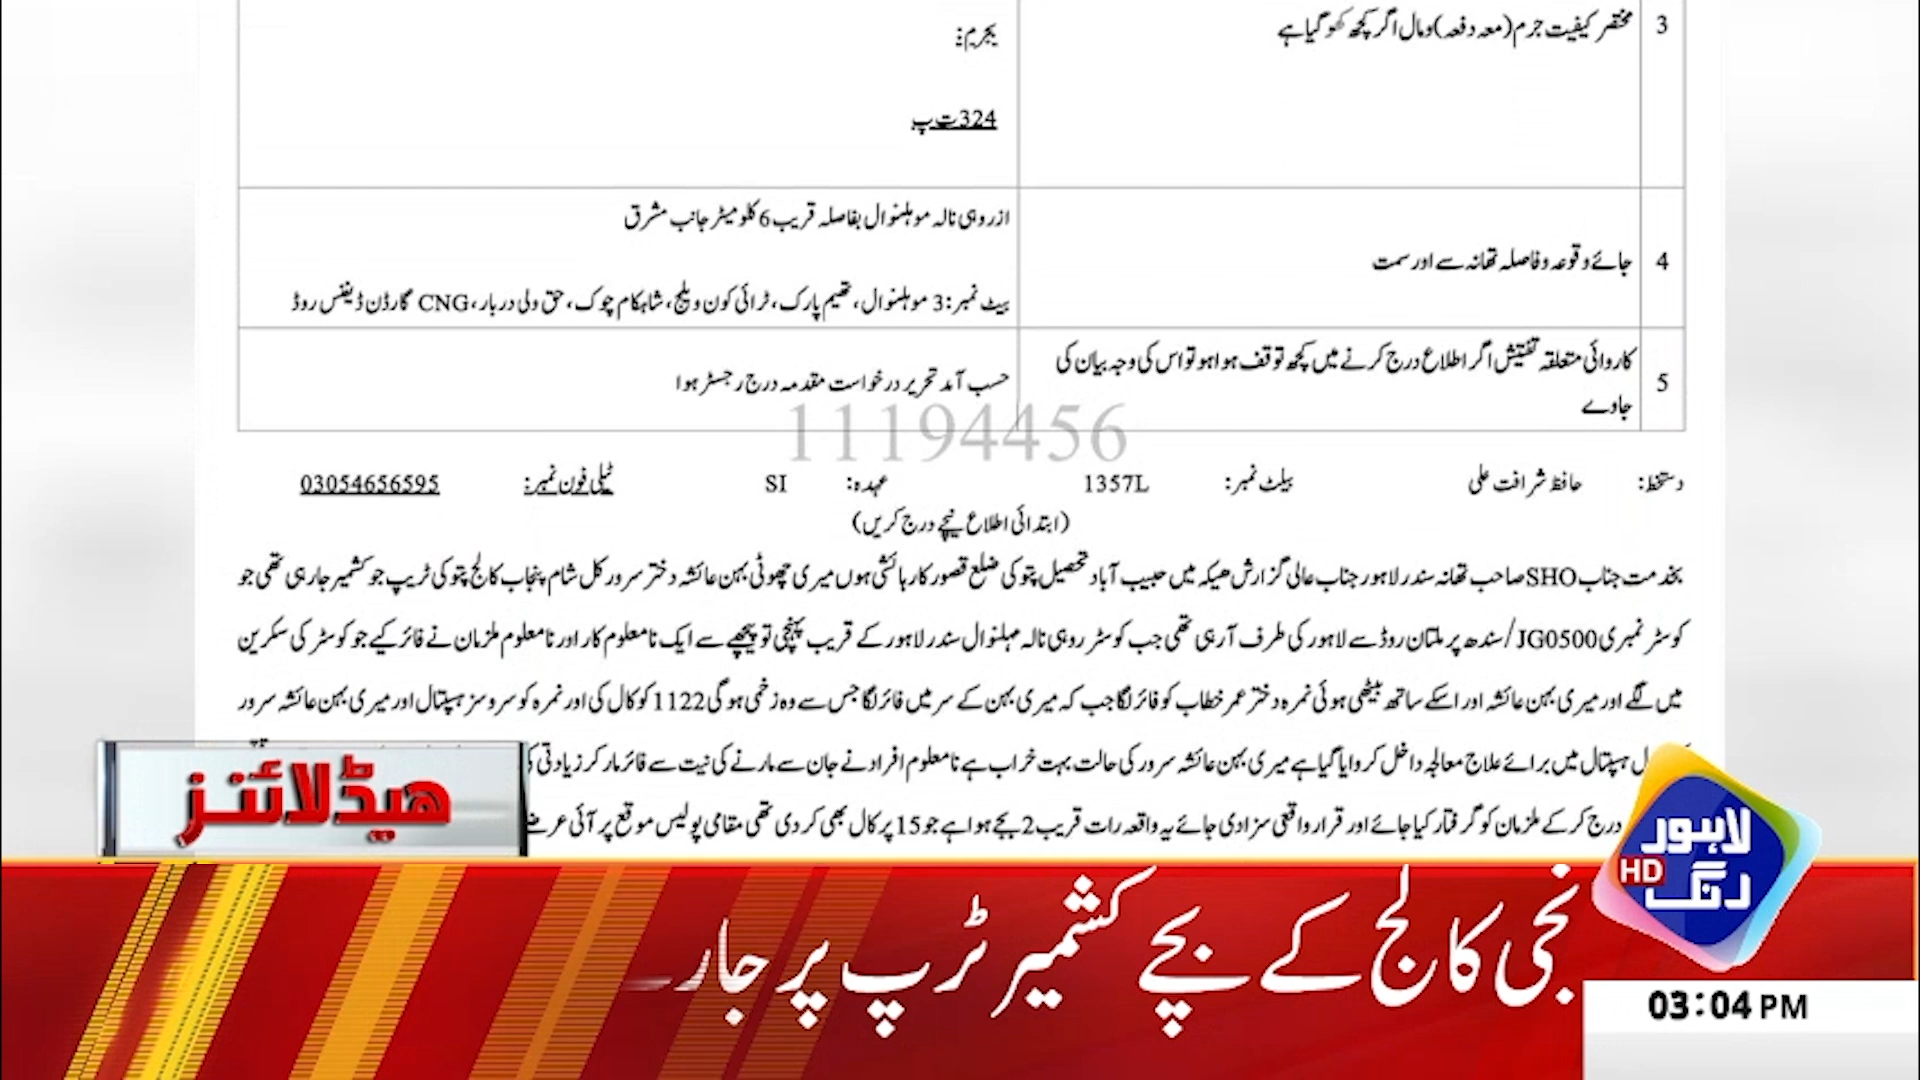 3 مختصر کیفیت جرم (معہ دفعہ) و مال اگر کچھ کھو گیا ہے
بجرم:
324ت پ
4 جائے وقوعہ و فاصلہ تھانہ سے اور سمت
ازروہی نالہ موہلنوال بفاصلہ قریب 6 کلومیٹر جانب مشرق
بیٹ نمبر: 3 موہلنوال، تھیم پارک، ٹرائی کون ویلج، شاہکام چوک، حق ولی دربار، CNG گارڈن ڈیفنس روڈ
5 کاروائی متعلقہ تفتیش اگر اطلاع درج کرنے میں کچھ توقف ہوا ہو تو اس کی وجہ بیان کی
جاوے
حسب آمد تحریر درخواست مقدمہ درج رجسٹر ہوا
11194456
دستخط: حافظ شرافت علی بیلٹ نمبر: 1357L عہدہ: SI ٹیلی فون نمبر: 03054656595
(ابتدائی اطلاع نیچے درج کریں)
بخدمت جناب SHO صاحب تھانہ سندر لاہور جناب عالی گزارش ھیکہ میں حبیب آباد تحصیل پتوکی ضلع قصور کا رہائشی ہوں میری چھوٹی بہن عائشہ دختر سرور کل شام پنجاب کالج پتوکی ٹریپ جو کشمیر جا رہی تھی جو
کوسٹر نمبری JG0500/سندھ پر ملتان روڈ سے لاہور کی طرف آ رہی تھی جب کوسٹر روہی نالہ مہلنوال سندر لاہور کے قریب پہنچی تو پیچھے سے ایک نامعلوم کار اور نامعلوم ملزمان نے فائر کیے جو کوسٹر کی سکرین
میں لگے اور میری بہن عائشہ اور اسکے ساتھ بیٹھی ہوئی نمرہ دختر عمر خطاب کو فائر لگا جب کہ میری بہن کے سر میں فائر لگا جس سے وہ زخمی ہو گی 1122 کو کال کی اور نمرہ کو سروسز ہسپتال اور میری بہن عائشہ سرور
ہسپتال میں برائے علاج معالجہ داخل کروایا گیا ہے میری بہن عائشہ سرور کی حالت بہت خراب ہے نامعلوم افراد نے جان سے مارنے کی نیت سے فائر مار کر زیادتی
درج کر کے ملزمان کو گرفتار کیا جائے اور قرار واقعی سزا دی جائے یہ واقعہ رات قریب 2 بجے ہوا ہے جو 15 پر کال بھی کر دی تھی مقامی پولیس موقع پر آئی
ھیڈلائنز
لاہور
رنگ
HD
نجی کالج کے بچے کشمیر ٹرپ پر جار
03:04 PM